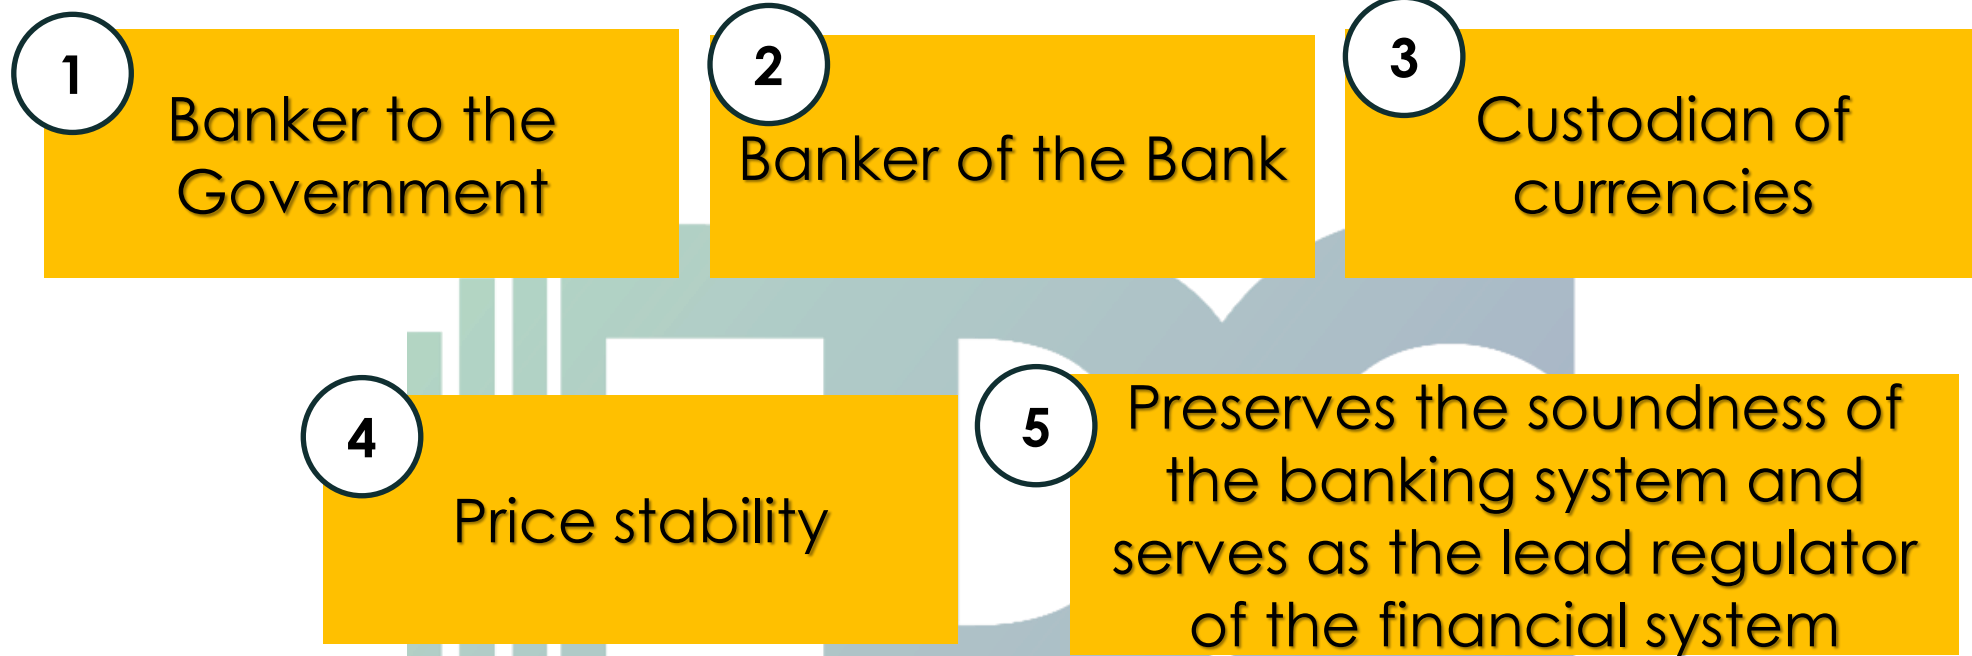 1
Banker to the
Government
2
Banker of the Bank
3
Custodian of
currencies
4
Price stability
5
Preserves the soundness of
the banking system and
serves as the lead regulator
of the financial system